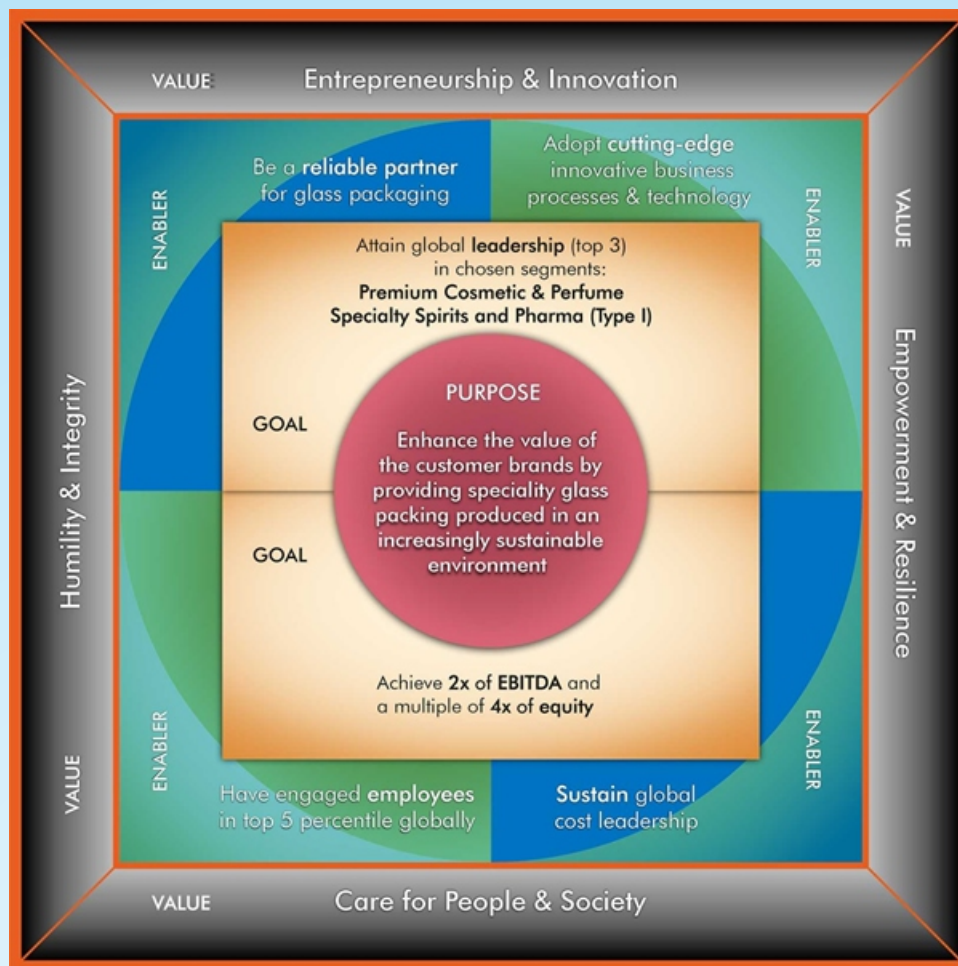 VALUE: Entrepreneurship & Innovation
Be a reliable partner
for glass packaging
Adopt cutting-edge
innovative business
processes & technology
ENABLER
ENABLER
VALUE
Empowerment & Resilience
Attain global leadership (top 3)
in chosen segments:
Premium Cosmetic & Perfume
Specialty Spirits and Pharma (Type I)
GOAL
PURPOSE
Enhance the value of
the customer brands by
providing speciality glass
packing produced in an
increasingly sustainable
environment
GOAL
Achieve 2x of EBITDA and
a multiple of 4x of equity
Humility & Integrity
VALUE
ENABLER
ENABLER
Have engaged employees
in top 5 percentile globally
Sustain global
cost leadership
VALUE Care for People & Society